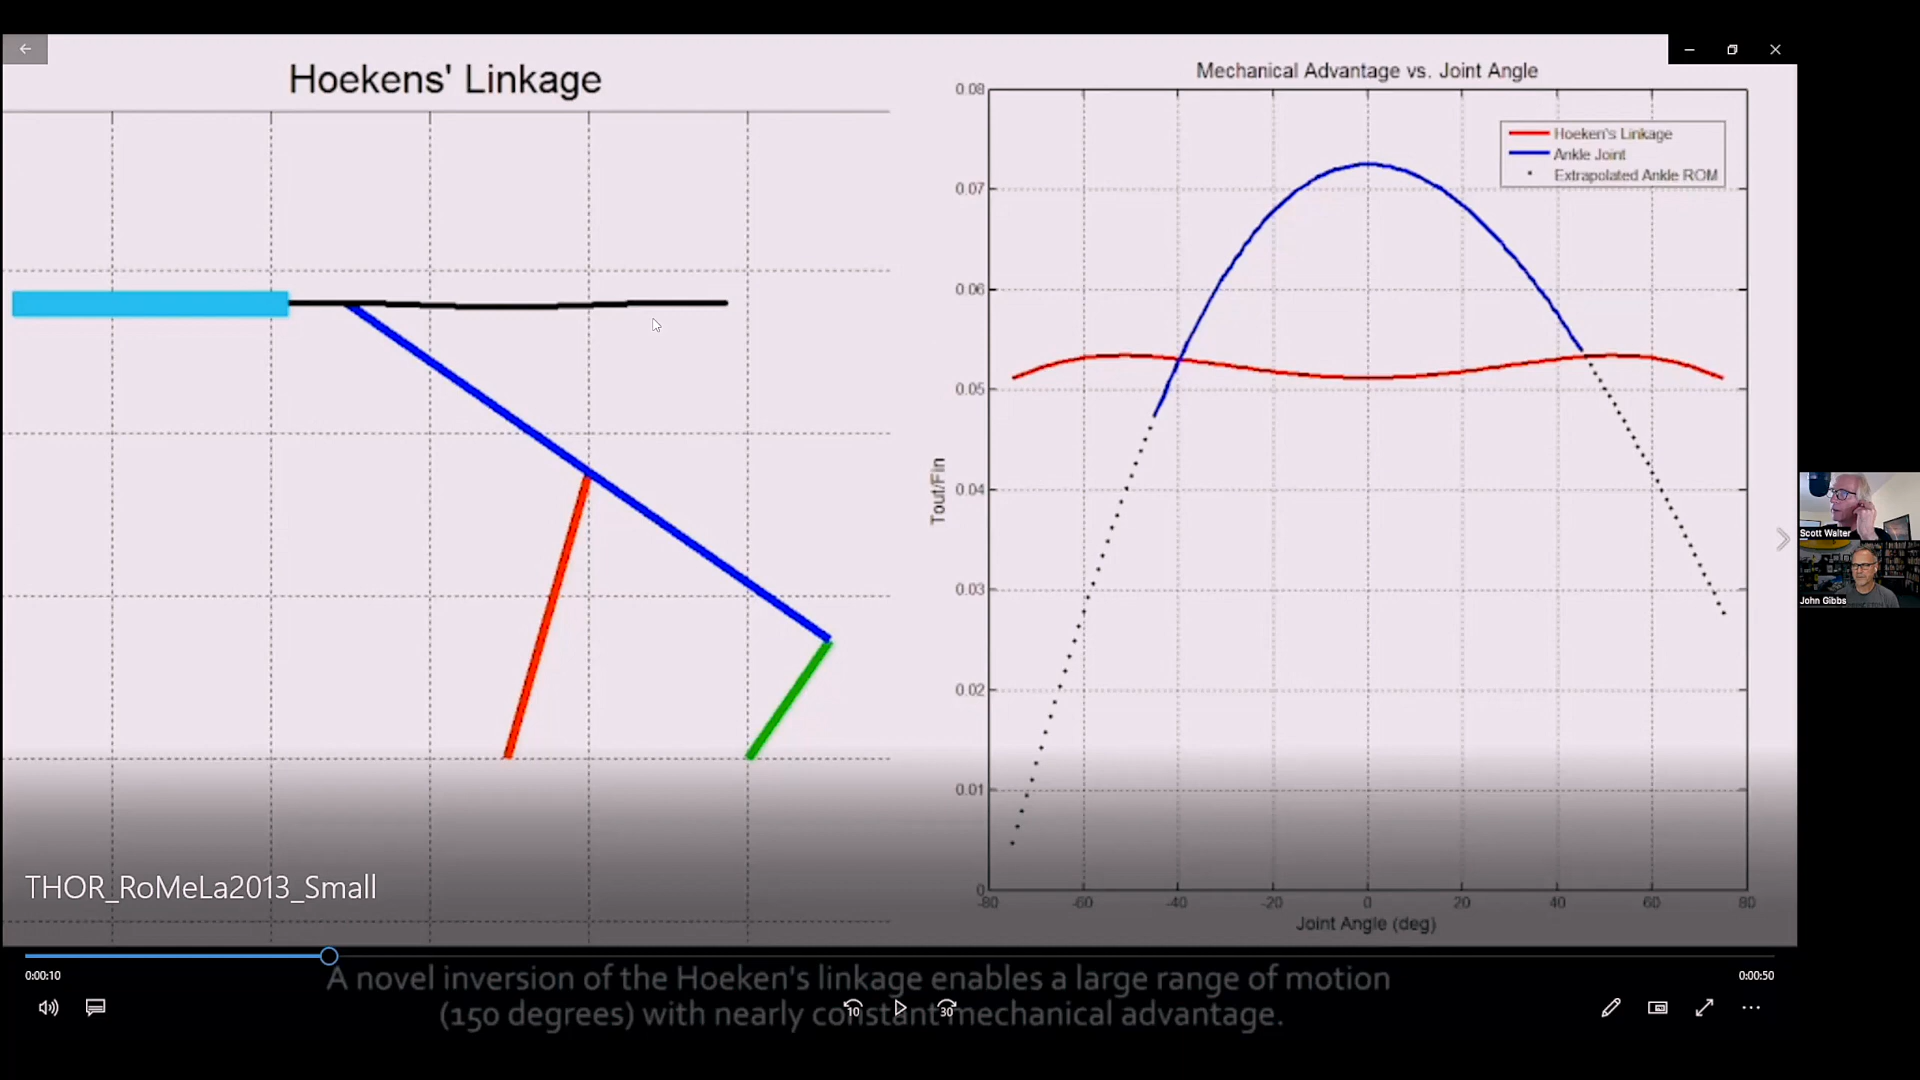 Hoekens' Linkage
Mechanical Advantage vs. Joint Angle
0.08
0.07
0.06
0.05
0.04
0.03
0.02
0.01
0
Tout/Fin
Hoeken's Linkage
Ankle Joint
Extrapolated Ankle ROM
-80 -60 -40 -20 0 20 40 60 80
Joint Angle (deg)
Scott Walter
John Gibbs
THOR_RoMeLa2013_Small
0:00:10
0:00:50
A novel inversion of the Hoeken's linkage enables a large range of motion
(150 degrees) with nearly constant mechanical advantage.
10
30